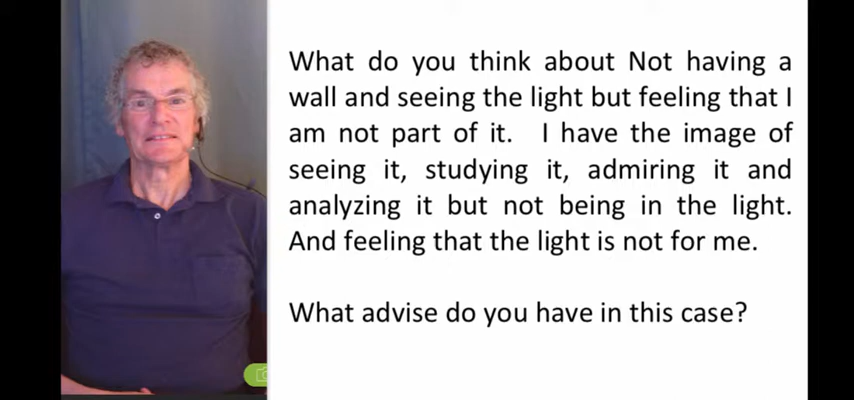 What do you think about Not having a
wall and seeing the light but feeling that I
am not part of it. I have the image of
seeing it, studying it, admiring it and
analyzing it but not being in the light.
And feeling that the light is not for me.
What advise do you have in this case?